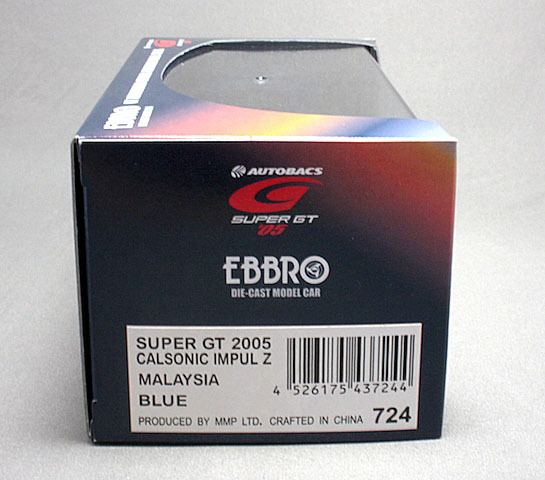 EBBRO
AUTOBACS
SUPER GT
'05
EBBRO
DIE-CAST MODEL CAR
SUPER GT 2005
CALSONIC IMPUL Z
MALAYSIA
BLUE
4 526175 437244
PRODUCED BY MMP LTD. CRAFTED IN CHINA 724